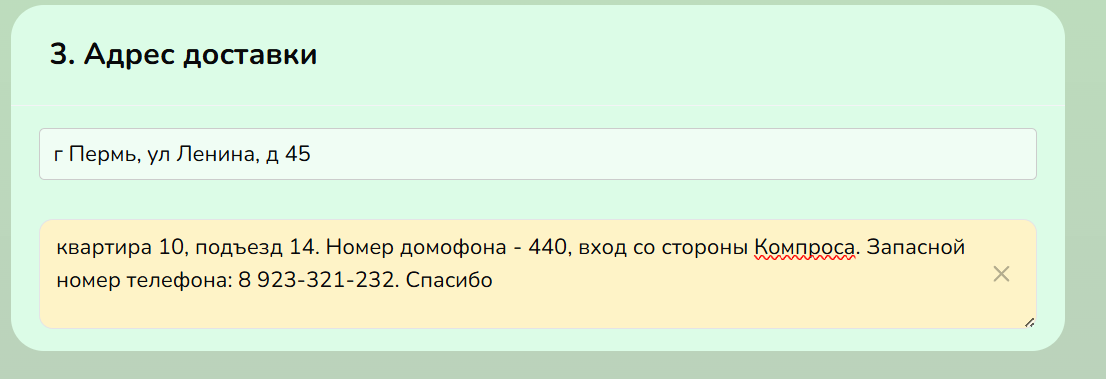 3. Адрес доставки
г Пермь, ул Ленина, д 45
квартира 10, подъезд 14. Номер домофона - 440, вход со стороны Компроса. Запасной
номер телефона: 8 923-321-232. Спасибо